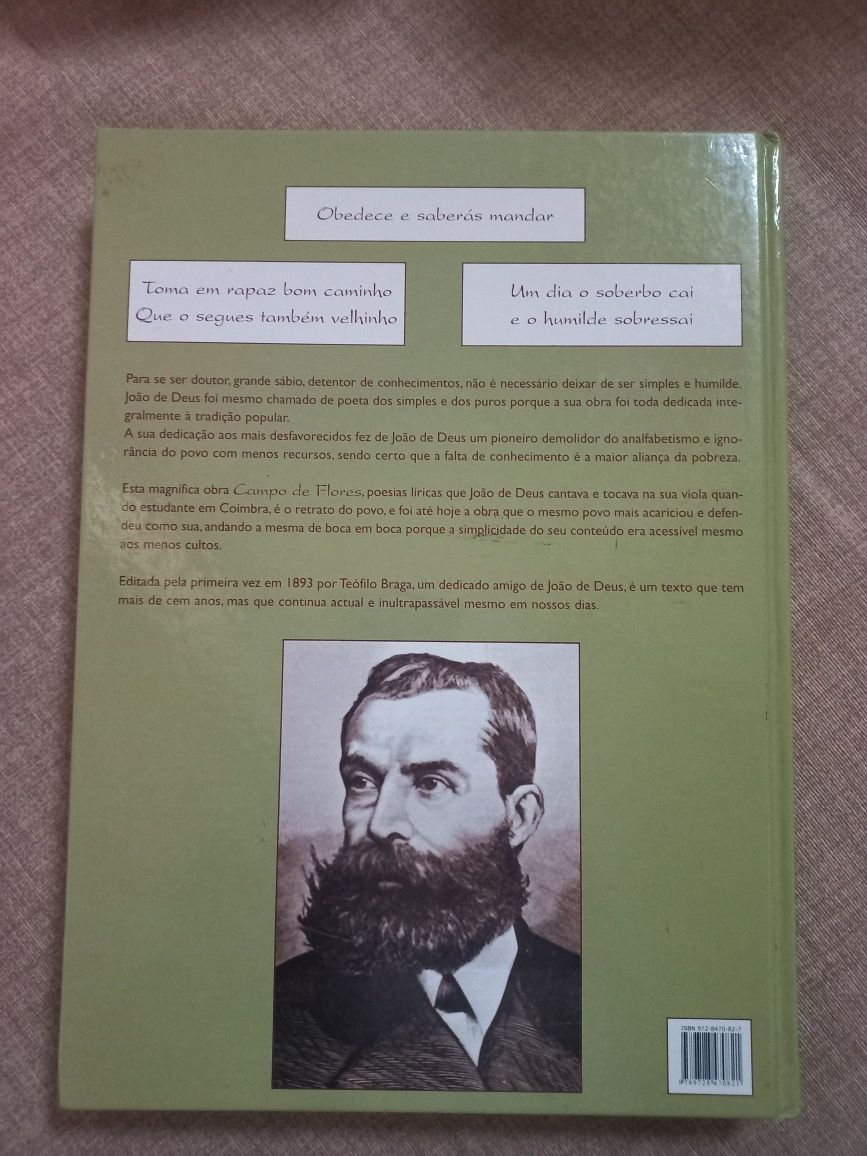 Obedece e saberás mandar
Toma em rapaz bom caminho
Que o segues também velhinho
Um dia o soberbo cai
e o humilde sobressai
Para se ser doutor, grande sábio, detentor de conhecimentos, não é necessário deixar de ser simples e humilde.
João de Deus foi mesmo chamado de poeta dos simples e dos puros porque a sua obra foi toda dedicada inte-
gralmente à tradição popular.
A sua dedicação aos mais desfavorecidos fez de João de Deus um pioneiro demolidor do analfabetismo e igno-
rância do povo com menos recursos, sendo certo que a falta de conhecimento é a maior aliança da pobreza.
Esta magnífica obra Campo de Flores, poesias líricas que João de Deus cantava e tocava na sua viola quan-
do estudante em Coimbra, é o retrato do povo, e foi até hoje a obra que o mesmo povo mais acariciou e defen-
deu como sua, andando a mesma de boca em boca porque a simplicidade do seu conteúdo era acessível mesmo
aos menos cultos.
Editada pela primeira vez em 1893 por Teófilo Braga, um dedicado amigo de João de Deus, é um texto que tem
mais de cem anos, mas que continua actual e inultrapassável mesmo em nossos dias.
ISBN 972-8470-82-7
9789728470821